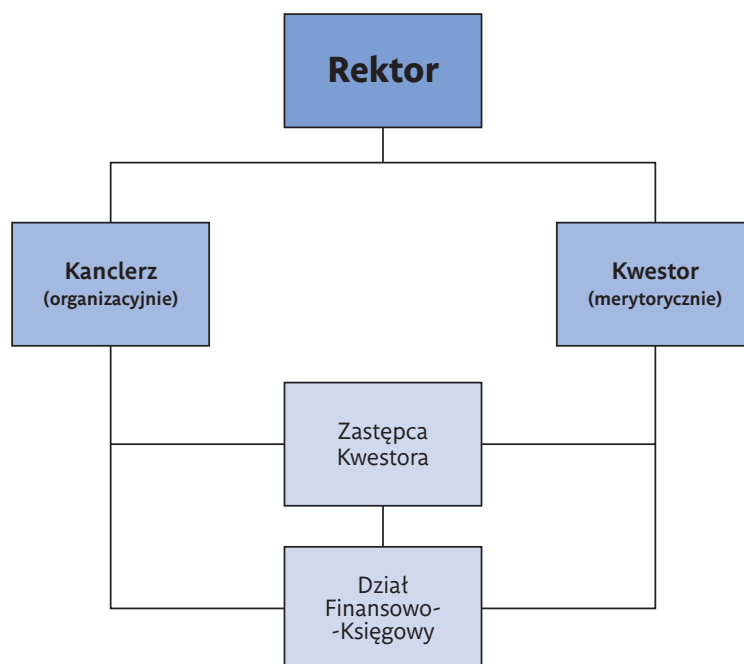 Rektor
Kanclerz
(organizacyjnie)
Kwestor
(merytorycznie)
Zastępca
Kwestora
Dział
Finansowo-
-Księgowy